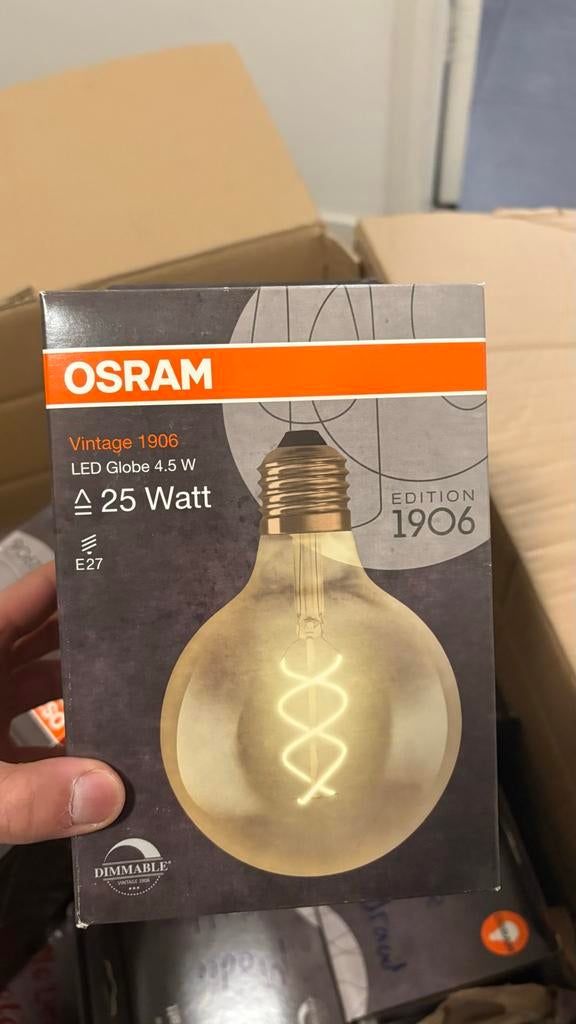 OSRAM
Vintage 1906
LED Globe 4.5 W
≙ 25 Watt
E27
EDITION
1906
DIMMABLE
VINTAGE 1906